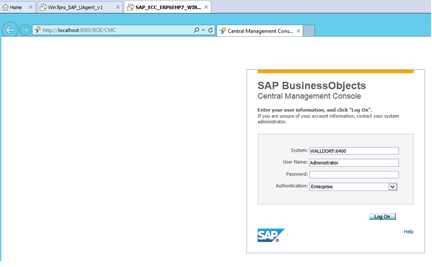 Home
Win7pro_SAP_UAgent_v1
SAP_ECC_ERP6EHP7_WIN...
http://localhost:8080/BOE/CMC
Central Management Cons...
SAP BusinessObjects
Central Management Console
Enter your user information, and click "Log On".
If you are unsure of your account information, contact your system
administrator.
System: WALLDORF:6400
User Name: Administrator
Password:
Authentication: Enterprise
Log On
SAP
Help